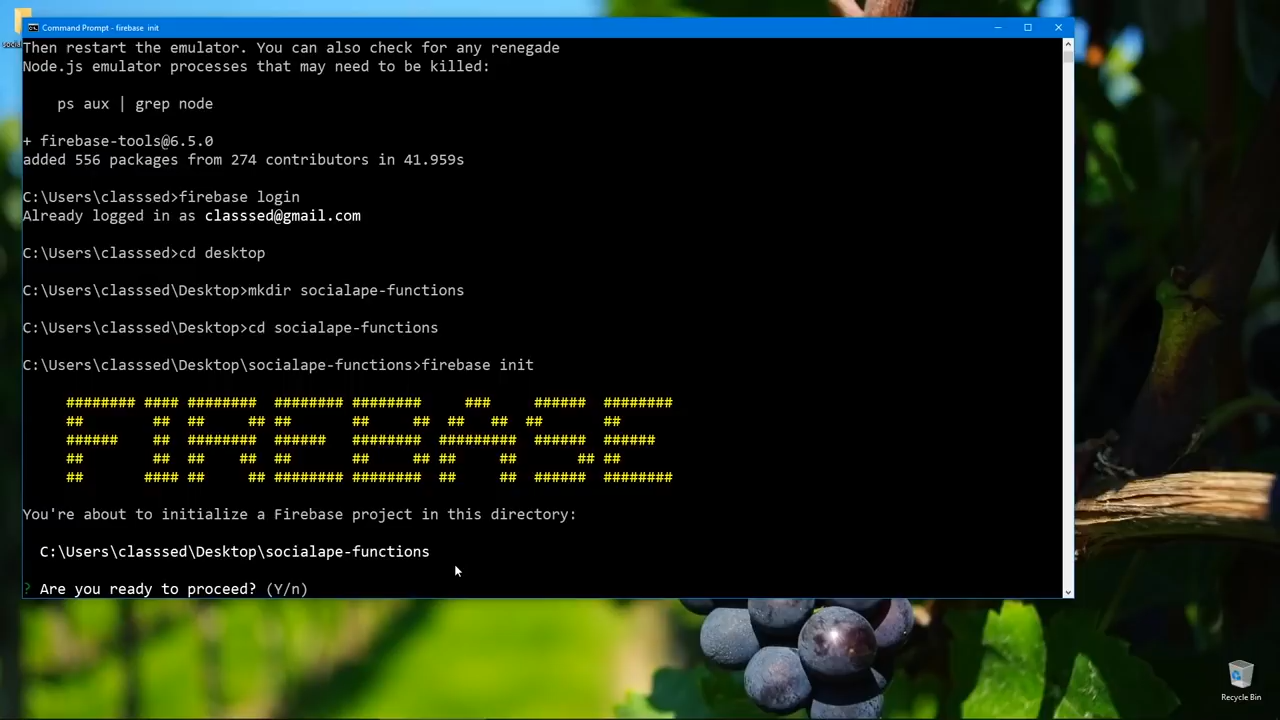 Command Prompt - firebase init
Then restart the emulator. You can also check for any renegade
Node.js emulator processes that may need to be killed:
ps aux | grep node
+ firebase-tools@6.5.0
added 556 packages from 274 contributors in 41.959s
C:\Users\classsed>firebase login
Already logged in as classsed@gmail.com
C:\Users\classsed>cd desktop
C:\Users\classsed\Desktop>mkdir socialape-functions
C:\Users\classsed\Desktop>cd socialape-functions
C:\Users\classsed\Desktop\socialape-functions>firebase init
FIREBASE
You're about to initialize a Firebase project in this directory:
C:\Users\classsed\Desktop\socialape-functions
? Are you ready to proceed? (Y/n)
Recycle Bin